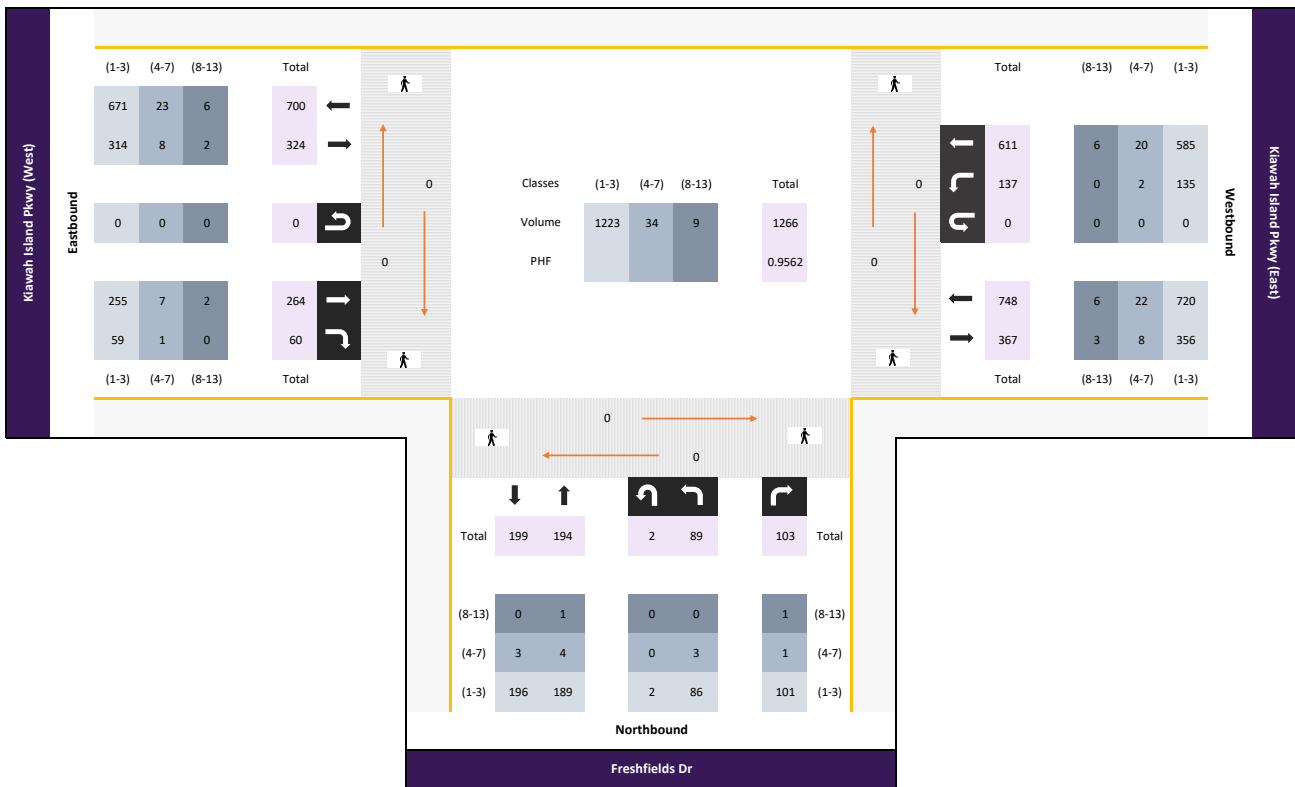 Kiawah Island Pkwy (West)
Eastbound
(1-3) (4-7) (8-13) Total
671 23 6 700
314 8 2 324
0 0 0 0
255 7 2 264
59 1 0 60
(1-3) (4-7) (8-13) Total
0
0
Classes (1-3) (4-7) (8-13) Total
Volume 1223 34 9 1266
PHF 0.9562
0
0
Total (8-13) (4-7) (1-3)
611 6 20 585
137 0 2 135
0 0 0 0
748 6 22 720
367 3 8 356
Total (8-13) (4-7) (1-3)
Westbound
Kiawah Island Pkwy (East)
0
0
Total 199 194 2 89 103 Total
(8-13) 0 1 0 0 1 (8-13)
(4-7) 3 4 0 3 1 (4-7)
(1-3) 196 189 2 86 101 (1-3)
Northbound
Freshfields Dr